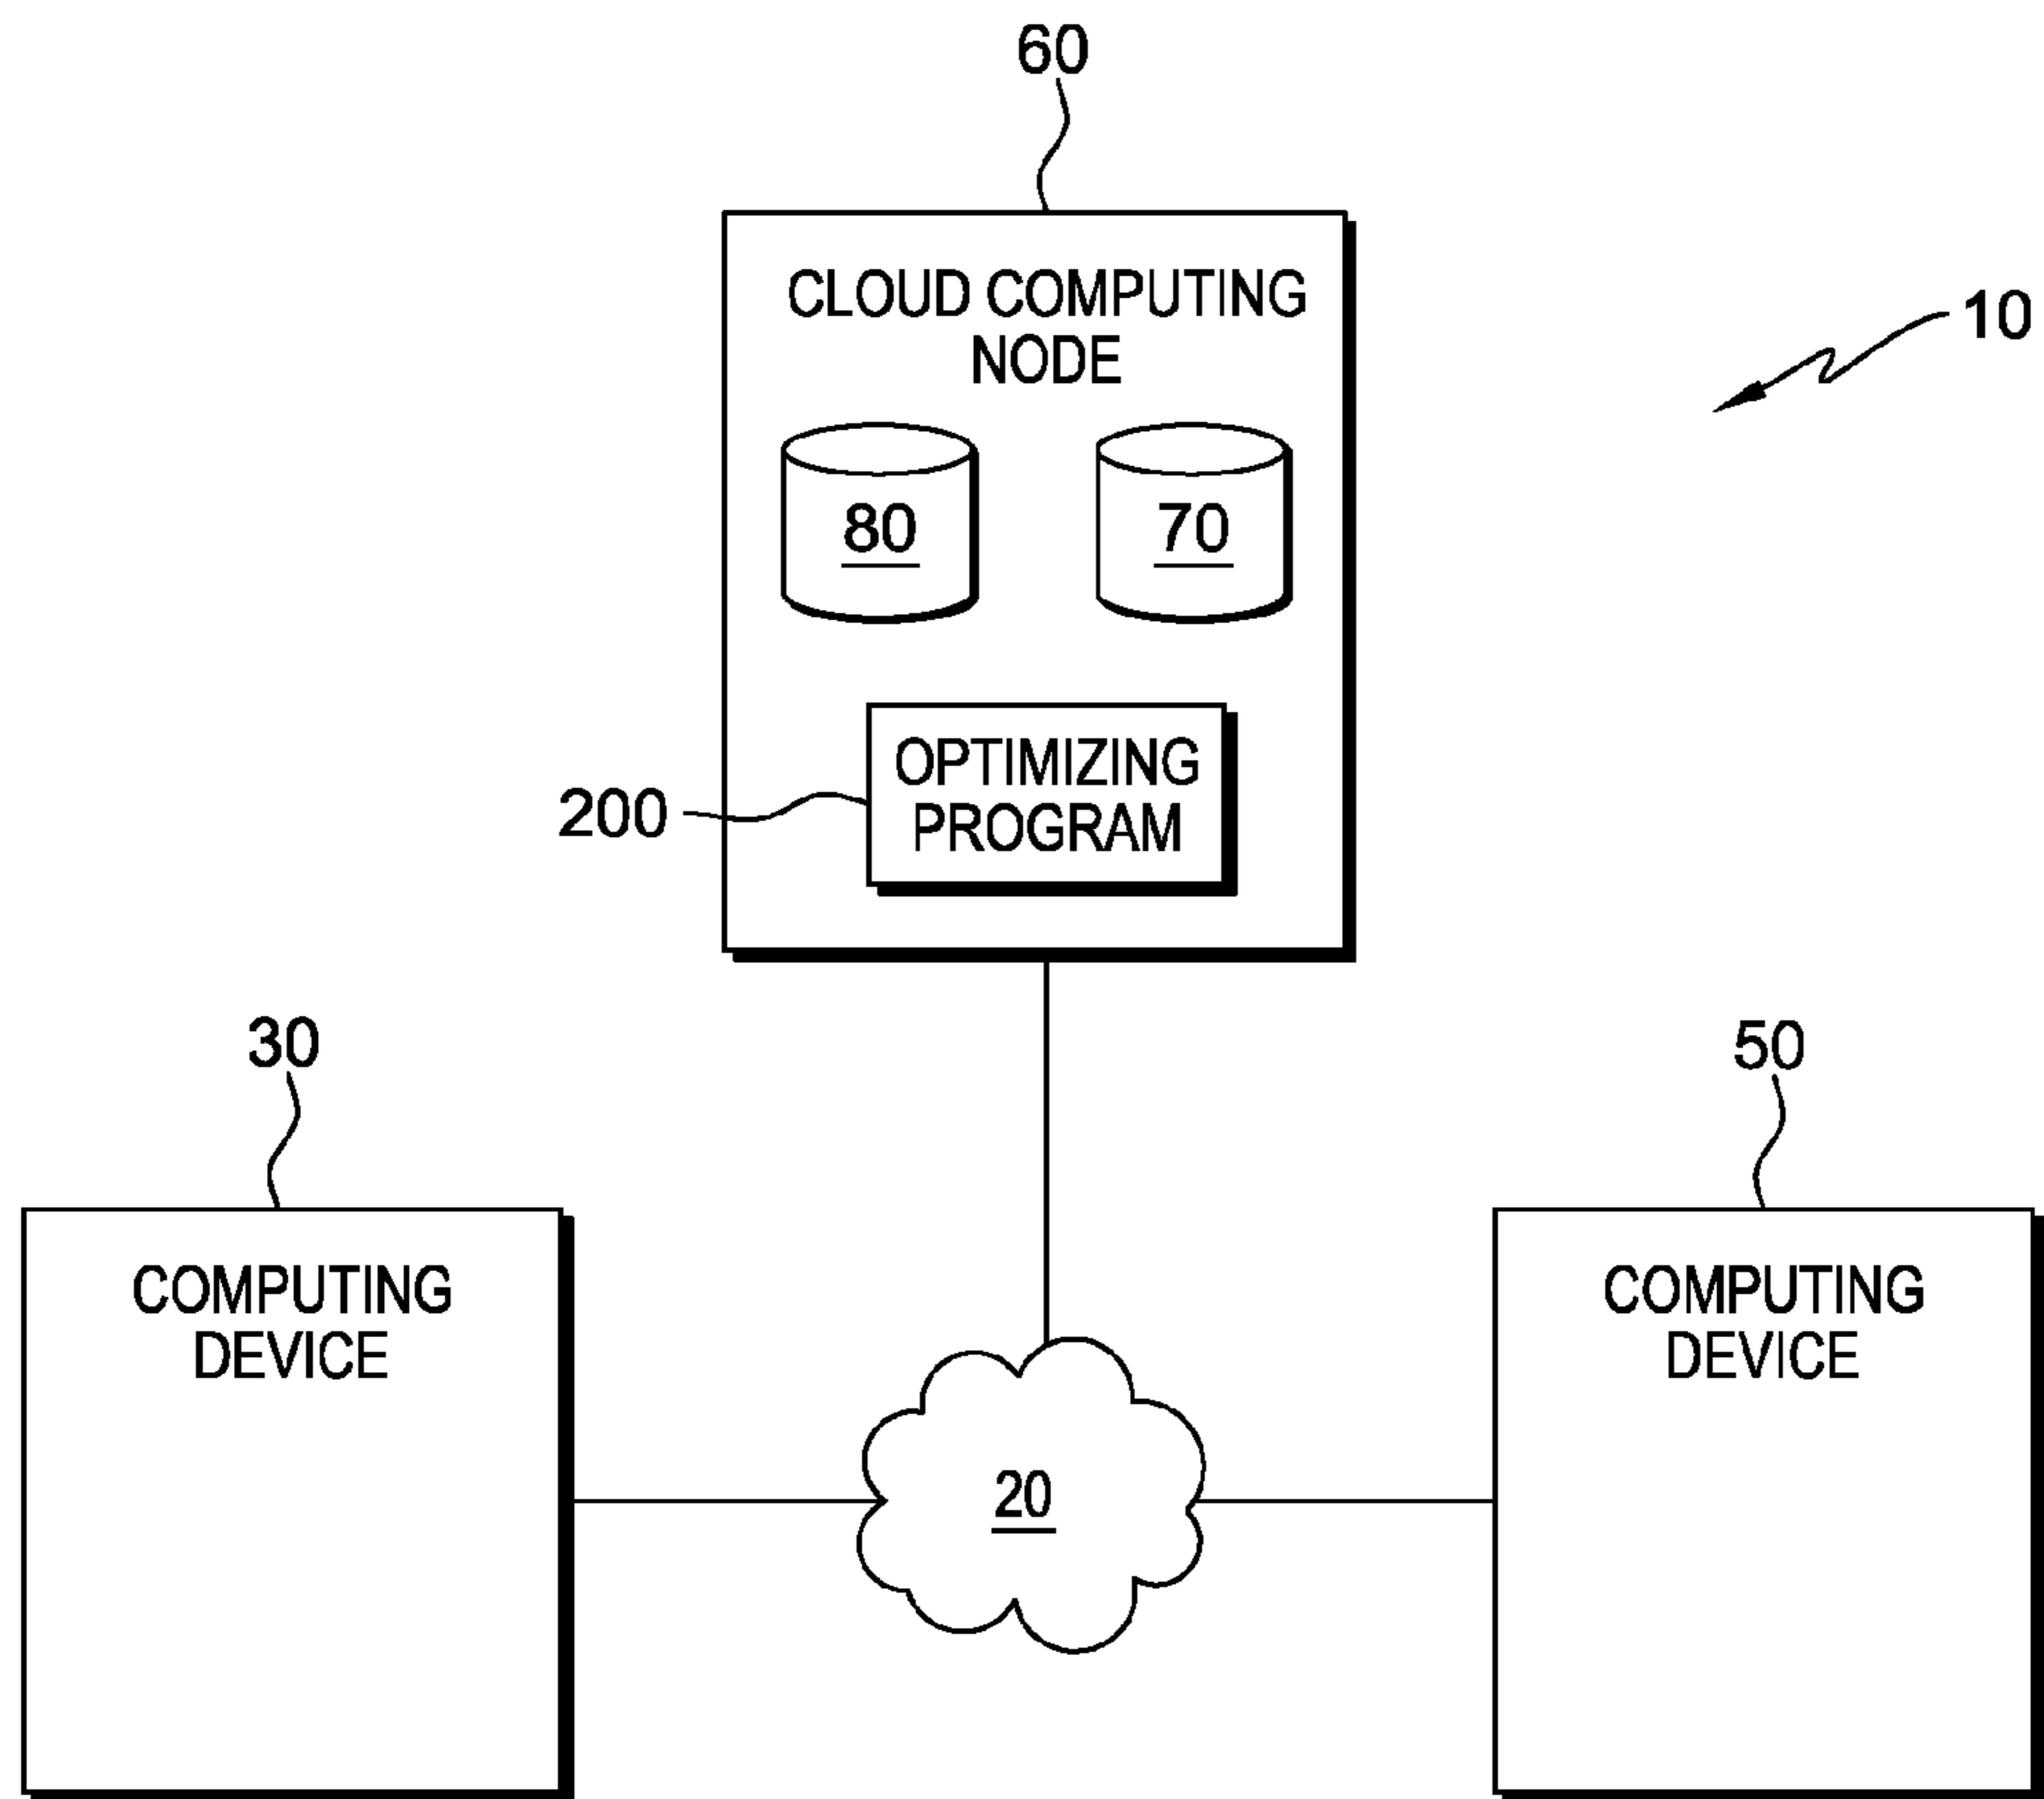 60
CLOUD COMPUTING
NODE
10
80
70
OPTIMIZING
PROGRAM
200
30
50
COMPUTING
DEVICE
COMPUTING
DEVICE
20